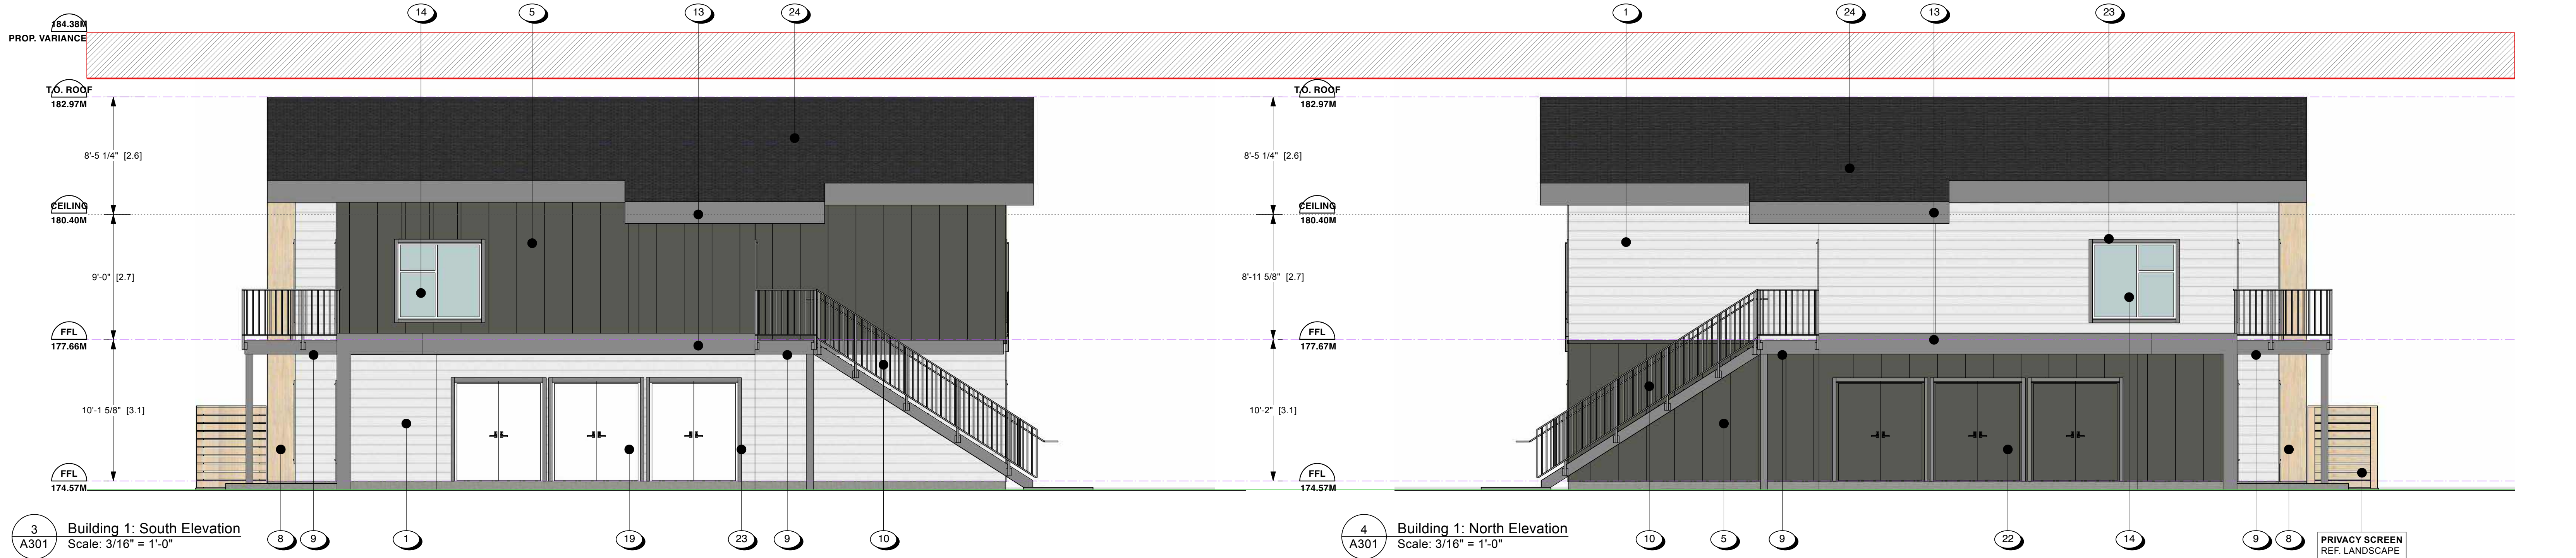 14 5 13 24 1 24 13 23
184.38M
PROP. VARIANCE
T.O. ROOF
182.97M
8'-5 1/4" [2.6]
CEILING
180.40M
9'-0" [2.7]
FFL
177.66M
10'-1 5/8" [3.1]
FFL
174.57M
T.O. ROOF
182.97M
8'-5 1/4" [2.6]
CEILING
180.40M
8'-11 5/8" [2.7]
FFL
177.67M
10'-2" [3.1]
FFL
174.57M
3
A301
Building 1: South Elevation
Scale: 3/16" = 1'-0"
8 9 1 19 23 9 10
4
A301
Building 1: North Elevation
Scale: 3/16" = 1'-0"
10 5 9 22 14 9 8
PRIVACY SCREEN
REF. LANDSCAPE